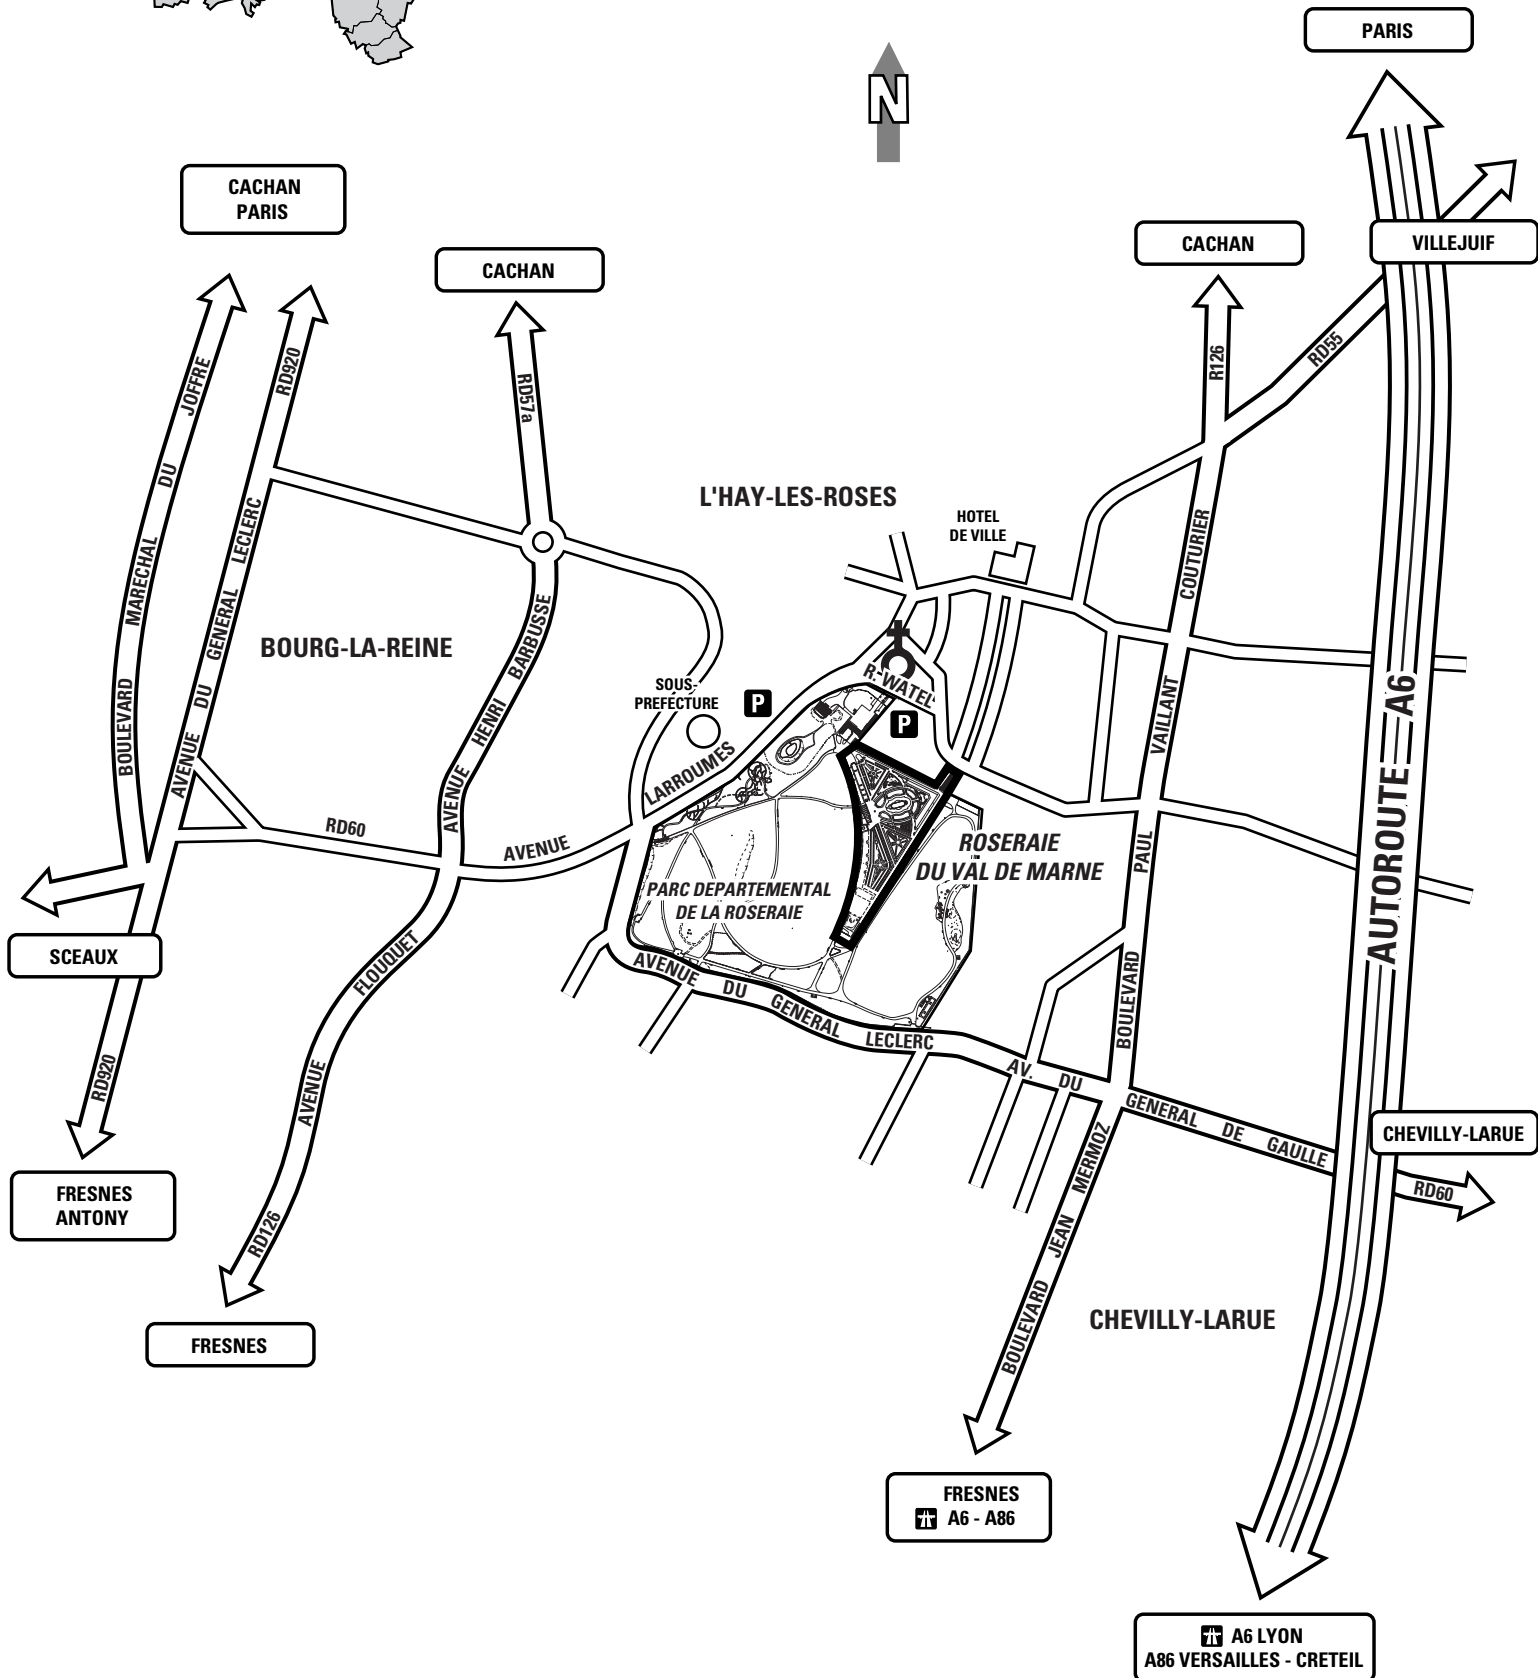 PARIS
N
CACHAN
PARIS
CACHAN
CACHAN
VILLEJUIF
BOULEVARD MARECHAL DU JOFFRE
AVENUE DU GENERAL LECLERC
RD920
RD57a
R126
RD55
L'HAY-LES-ROSES
HOTEL
DE VILLE
BOURG-LA-REINE
AVENUE HENRI BARBUSSE
SOUS-
PREFECTURE
P
R. WATEL
P
AVENUE LARROUMES
RD60
BOULEVARD PAUL VAILLANT COUTURIER
AUTOROUTE A6
ROSERAIE
DU VAL DE MARNE
PARC DEPARTEMENTAL
DE LA ROSERAIE
SCEAUX
AVENUE FLOUQUET
AVENUE DU GENERAL LECLERC
AV. DU GENERAL DE GAULLE
RD920
CHEVILLY-LARUE
RD60
FRESNES
ANTONY
RD126
BOULEVARD JEAN MERMOZ
CHEVILLY-LARUE
FRESNES
FRESNES
A6 - A86
A6 LYON
A86 VERSAILLES - CRETEIL